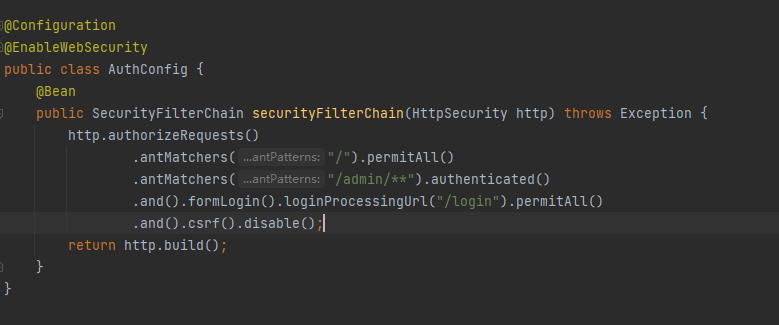 @Configuration
@EnableWebSecurity
public class AuthConfig {
    @Bean
    public SecurityFilterChain securityFilterChain(HttpSecurity http) throws Exception {
        http.authorizeRequests()
                .antMatchers( ...antPatterns: "/").permitAll()
                .antMatchers( ...antPatterns: "/admin/**").authenticated()
                .and().formLogin().loginProcessingUrl("/login").permitAll()
                .and().csrf().disable();
        return http.build();
    }
}